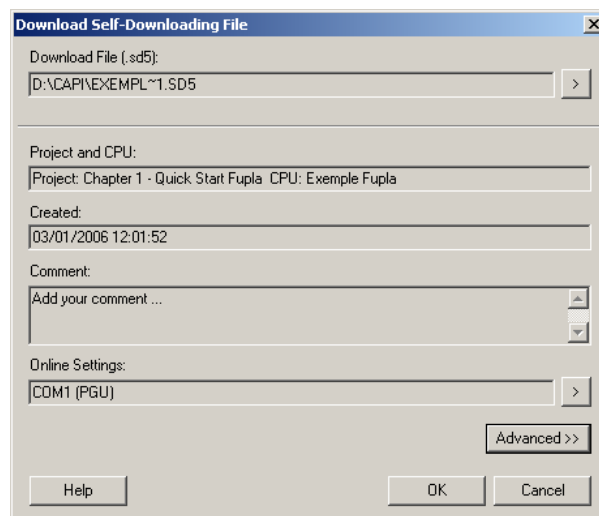 Download Self-Downloading File
Download File (.sd5):
D:\CAPI\EXEMPL~1.SD5
>
Project and CPU:
Project: Chapter 1 - Quick Start Fupla  CPU: Exemple Fupla
Created:
03/01/2006 12:01:52
Comment:
Add your comment ...
Online Settings:
COM1 (PGU)
>
Advanced >>
Help
OK
Cancel